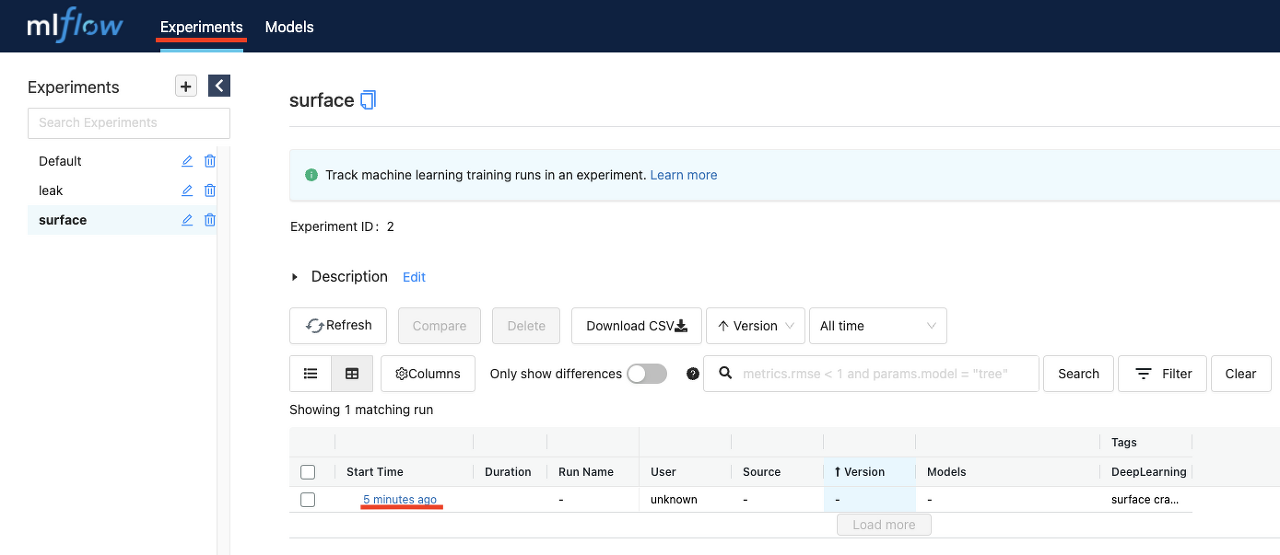 mlflow Experiments Models
Experiments
Search Experiments
Default
leak
surface
surface
Track machine learning training runs in an experiment. Learn more
Experiment ID: 2
Description Edit
Refresh Compare Delete Download CSV Version All time
Columns Only show differences metrics.rmse < 1 and params.model = "tree" Search Filter Clear
Showing 1 matching run
Tags
Start Time Duration Run Name User Source ↑ Version Models DeepLearning
5 minutes ago - unknown - - - surface cra...
Load more